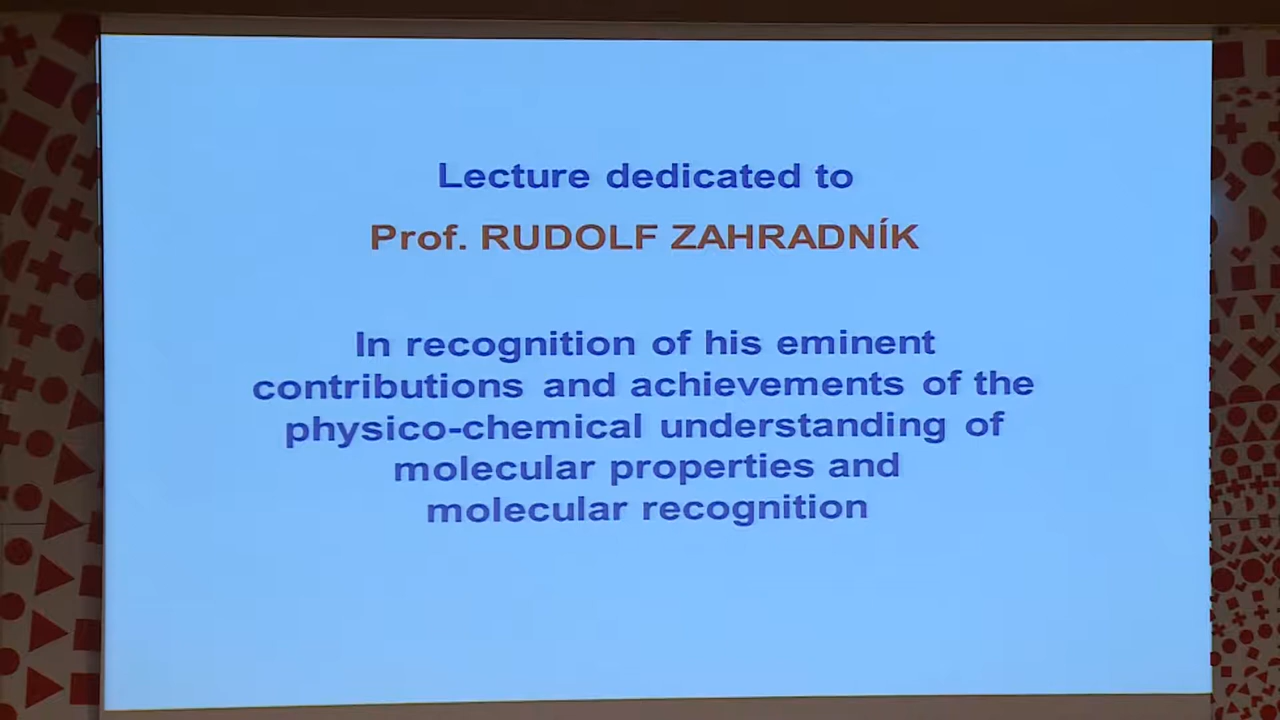 Lecture dedicated to
Prof. RUDOLF ZAHRADNÍK
In recognition of his eminent
contributions and achievements of the
physico-chemical understanding of
molecular properties and
molecular recognition